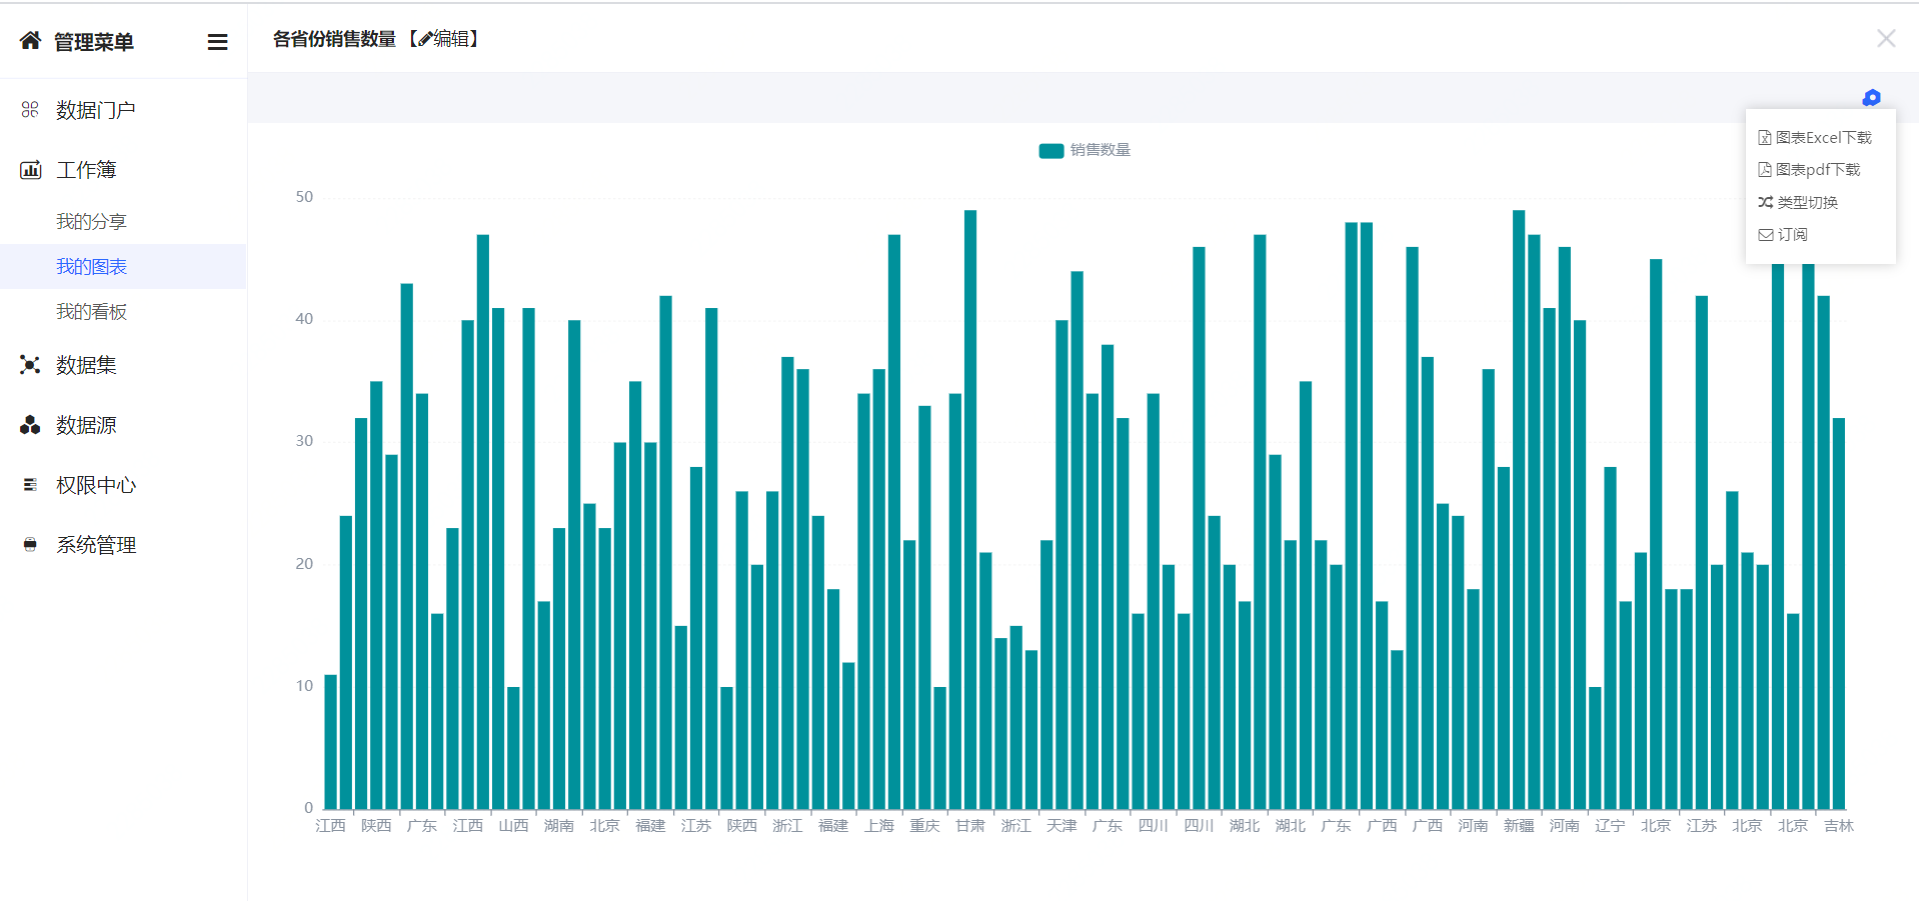 管理菜单
数据门户
工作簿
我的分享
我的图表
我的看板
数据集
数据源
权限中心
系统管理
各省份销售数量 【编辑】
图表Excel下载
图表pdf下载
类型切换
订阅
销售数量
50
40
30
20
10
0
江西 陕西 广东 江西 山西 湖南 北京 福建 江苏 陕西 浙江 福建 上海 重庆 甘肃 浙江 天津 广东 四川 四川 湖北 湖北 广东 广西 广西 河南 新疆 河南 辽宁 北京 江苏 北京 北京 吉林